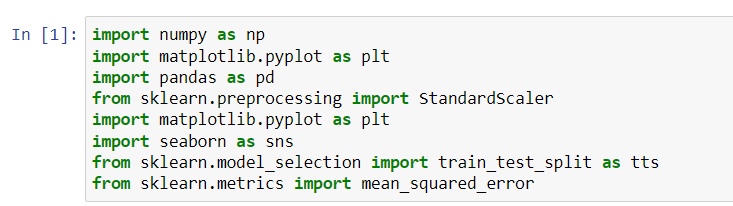 In [1]: import numpy as np
import matplotlib.pyplot as plt
import pandas as pd
from sklearn.preprocessing import StandardScaler
import matplotlib.pyplot as plt
import seaborn as sns
from sklearn.model_selection import train_test_split as tts
from sklearn.metrics import mean_squared_error